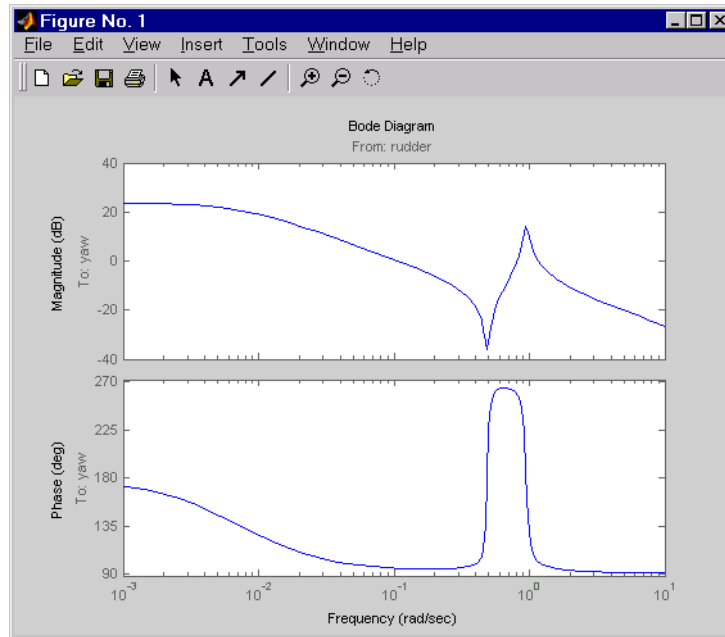 Figure No. 1
File Edit View Insert Tools Window Help
A
Bode Diagram
From: rudder
40
20
0
-20
-40
Magnitude (dB)
To: yaw
270
225
180
135
90
Phase (deg)
To: yaw
10^-3 10^-2 10^-1 10^0 10^1
Frequency (rad/sec)